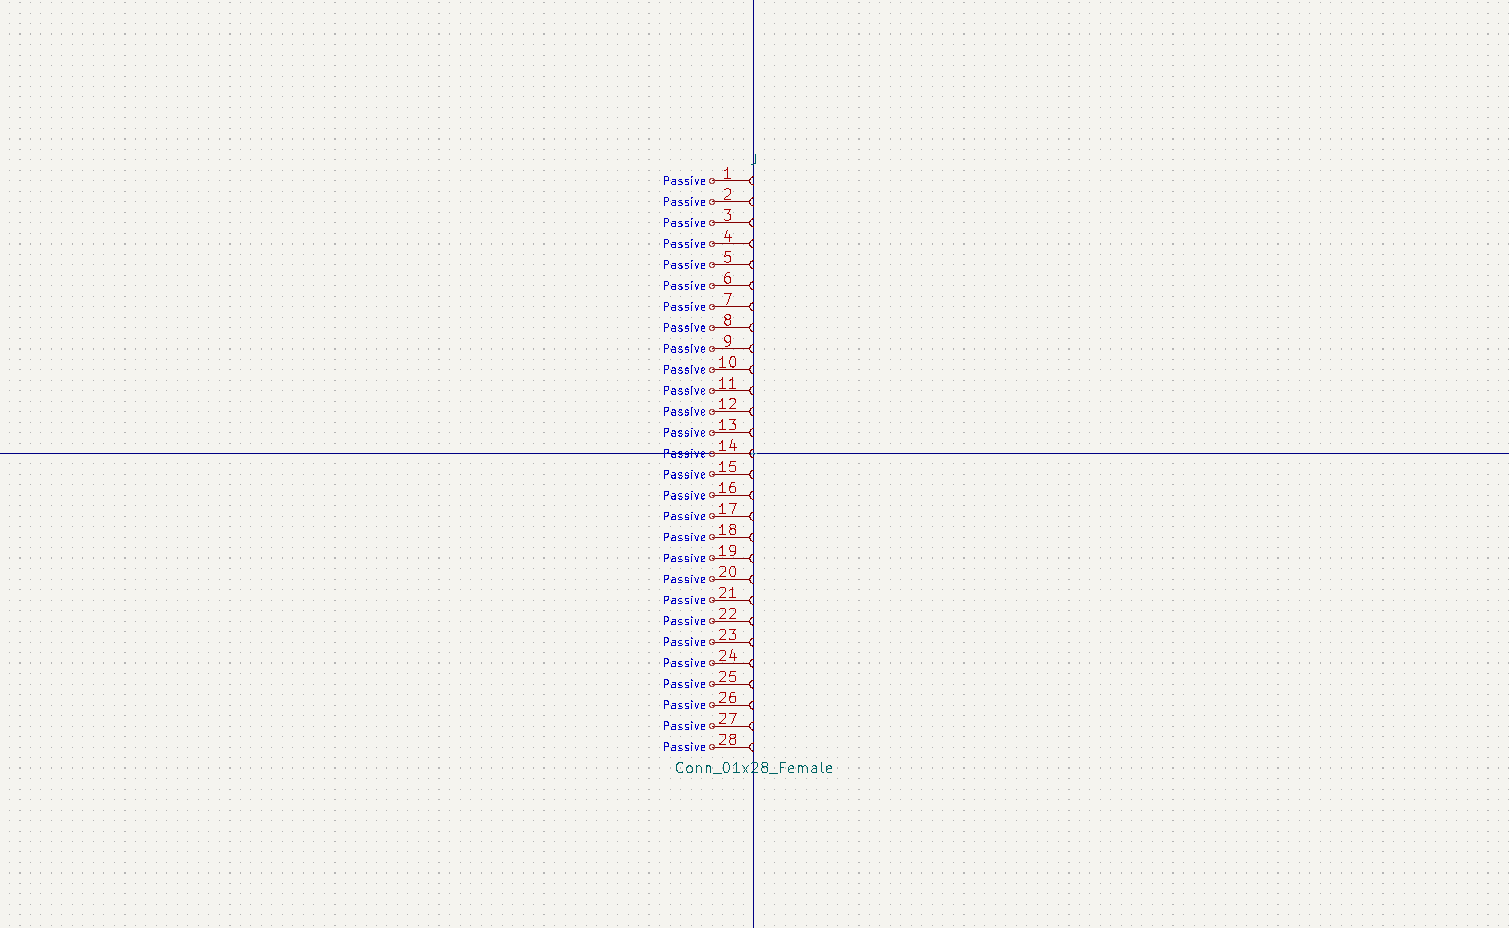 J
Passive 1
Passive 2
Passive 3
Passive 4
Passive 5
Passive 6
Passive 7
Passive 8
Passive 9
Passive 10
Passive 11
Passive 12
Passive 13
Passive 14
Passive 15
Passive 16
Passive 17
Passive 18
Passive 19
Passive 20
Passive 21
Passive 22
Passive 23
Passive 24
Passive 25
Passive 26
Passive 27
Passive 28
Conn_01x28_Female